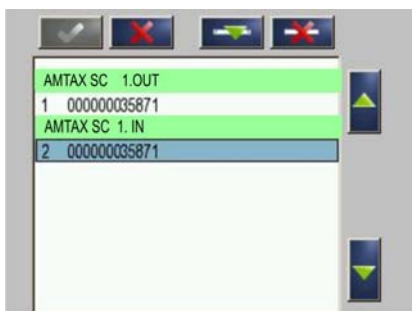 AMTAX SC 1.OUT
1 000000035871
AMTAX SC 1. IN
2 000000035871